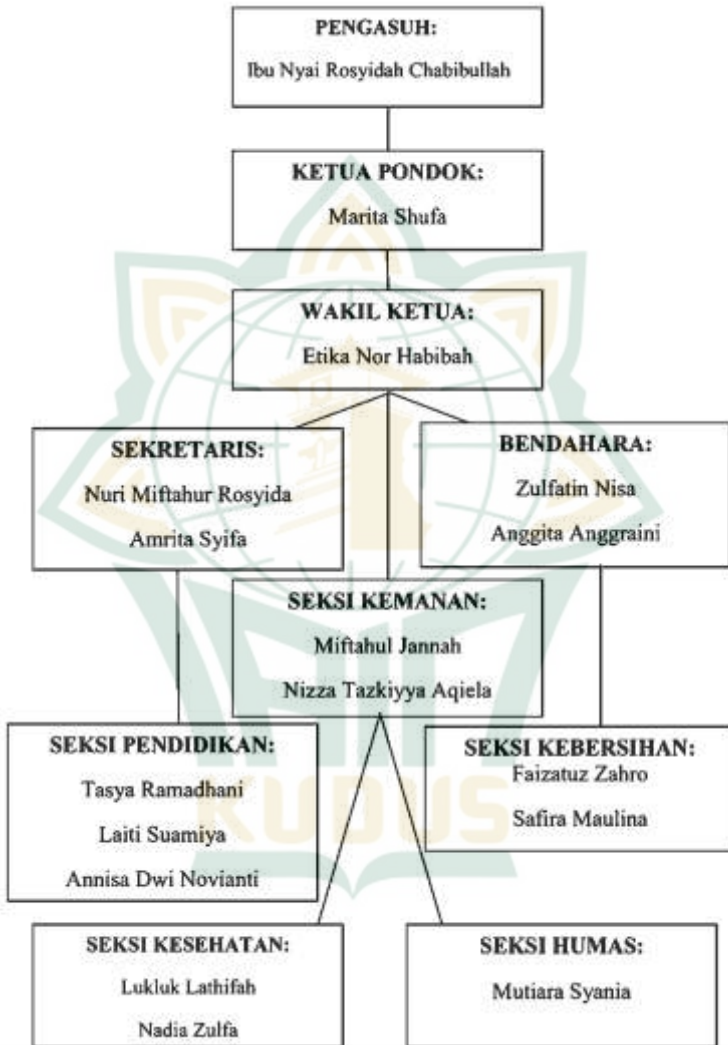 PENGASUH:
Ibu Nyai Rosyidah Chabibullah
KETUA PONDOK:
Marita Shufa
WAKIL KETUA:
Etika Nor Habibah
SEKRETARIS:
Nuri Miftahur Rosyida
Amrita Syifa
BENDAHARA:
Zulfatin Nisa
Anggita Anggraini
SEKSI KEMANAN:
Miftahul Jannah
Nizza Tazkiyya Aqiela
SEKSI PENDIDIKAN:
Tasya Ramadhani
Laiti Suamiya
Annisa Dwi Novianti
SEKSI KEBERSIHAN:
Faizatuz Zahro
Safira Maulina
KUDUS
SEKSI KESEHATAN:
Lukluk Lathifah
Nadia Zulfa
SEKSI HUMAS:
Mutiara Syania